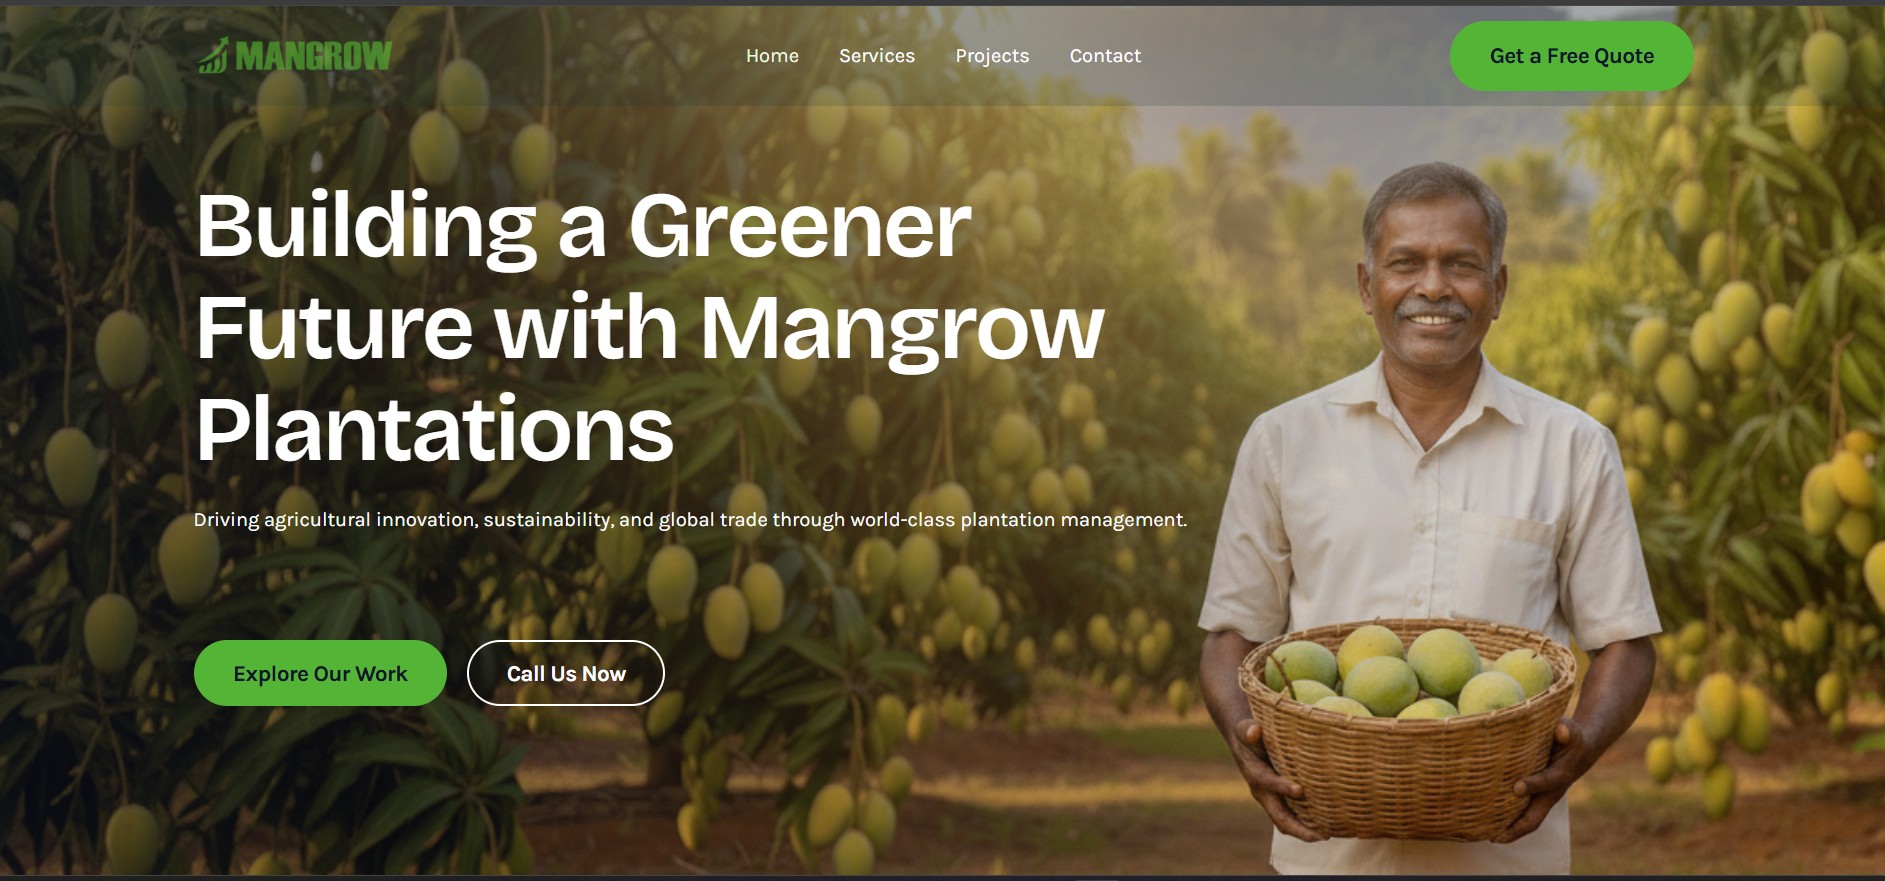 MANGROW
Home
Services
Projects
Contact
Get a Free Quote
Building a Greener
Future with Mangrow
Plantations
Driving agricultural innovation, sustainability, and global trade through world-class plantation management.
Explore Our Work
Call Us Now